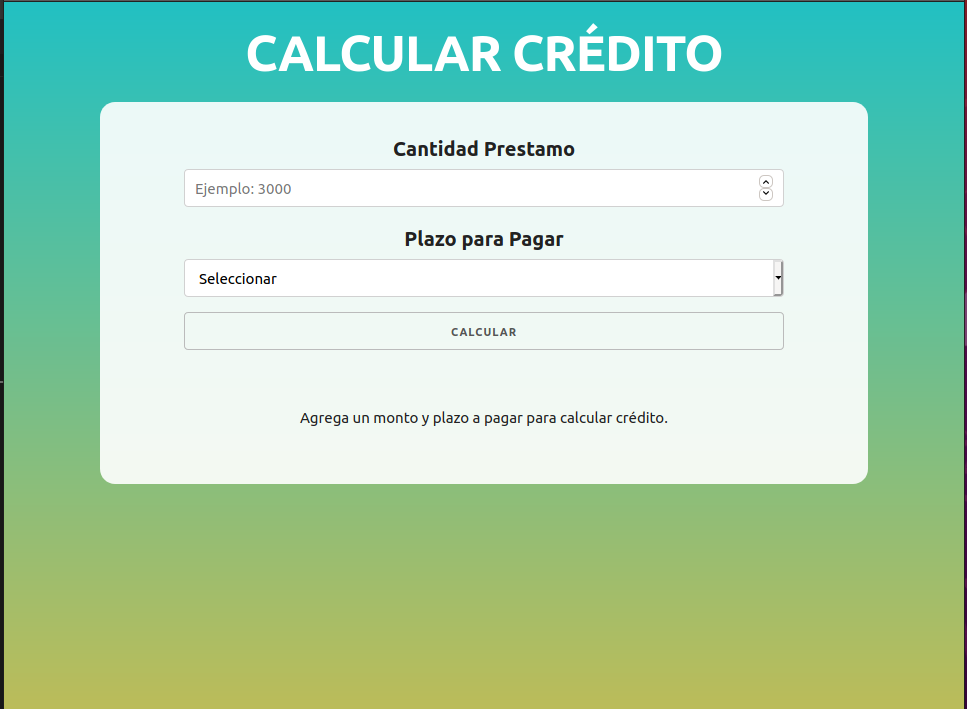 CALCULAR CRÉDITO
Cantidad Prestamo
Ejemplo: 3000
Plazo para Pagar
Seleccionar
CALCULAR
Agrega un monto y plazo a pagar para calcular crédito.